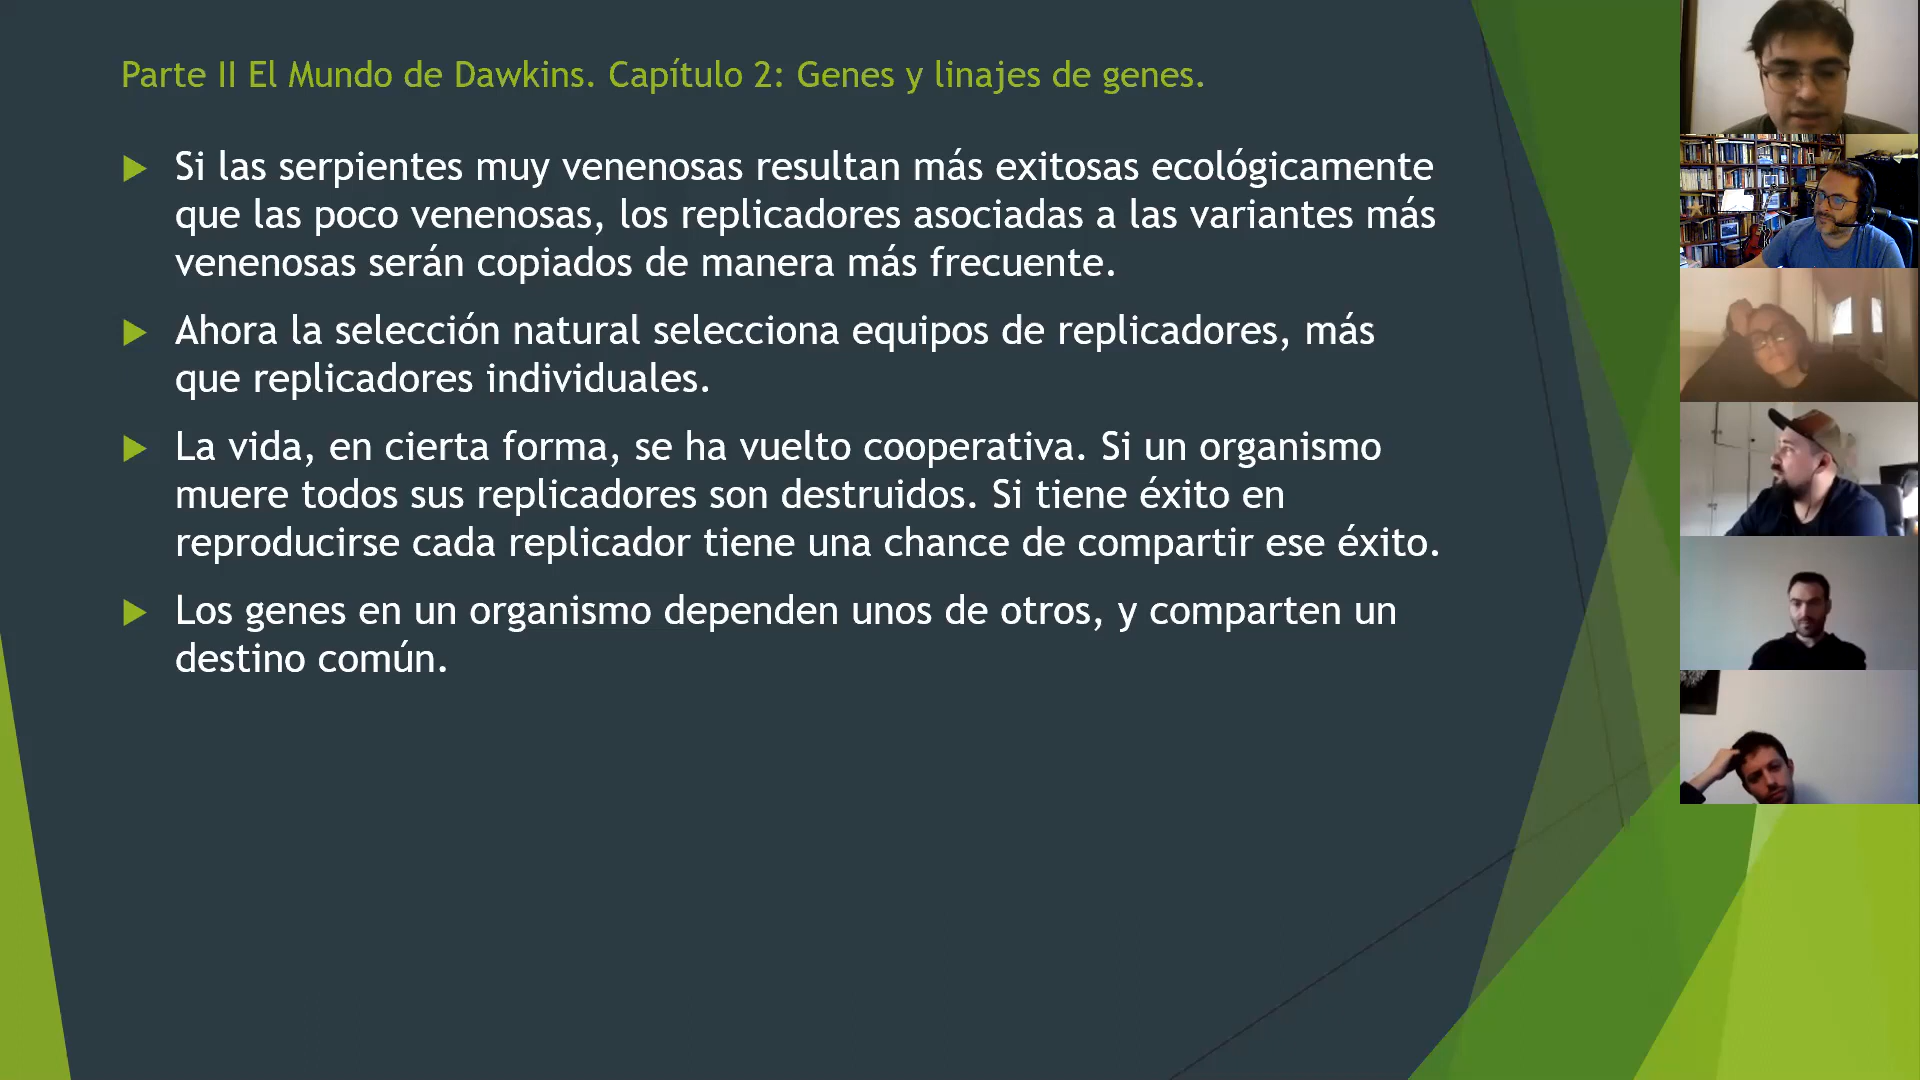 Parte II El Mundo de Dawkins. Capítulo 2: Genes y linajes de genes.
Si las serpientes muy venenosas resultan más exitosas ecológicamente
que las poco venenosas, los replicadores asociadas a las variantes más
venenosas serán copiados de manera más frecuente.
Ahora la selección natural selecciona equipos de replicadores, más
que replicadores individuales.
La vida, en cierta forma, se ha vuelto cooperativa. Si un organismo
muere todos sus replicadores son destruidos. Si tiene éxito en
reproducirse cada replicador tiene una chance de compartir ese éxito.
Los genes en un organismo dependen unos de otros, y comparten un
destino común.